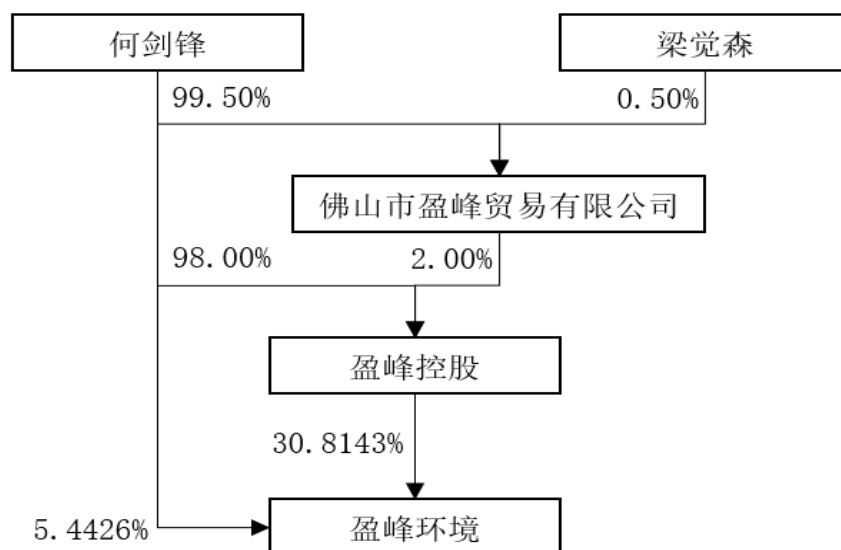 何剑锋
梁觉森
99.50%
0.50%
佛山市盈峰贸易有限公司
98.00%
2.00%
盈峰控股
30.8143%
5.4426%
盈峰环境